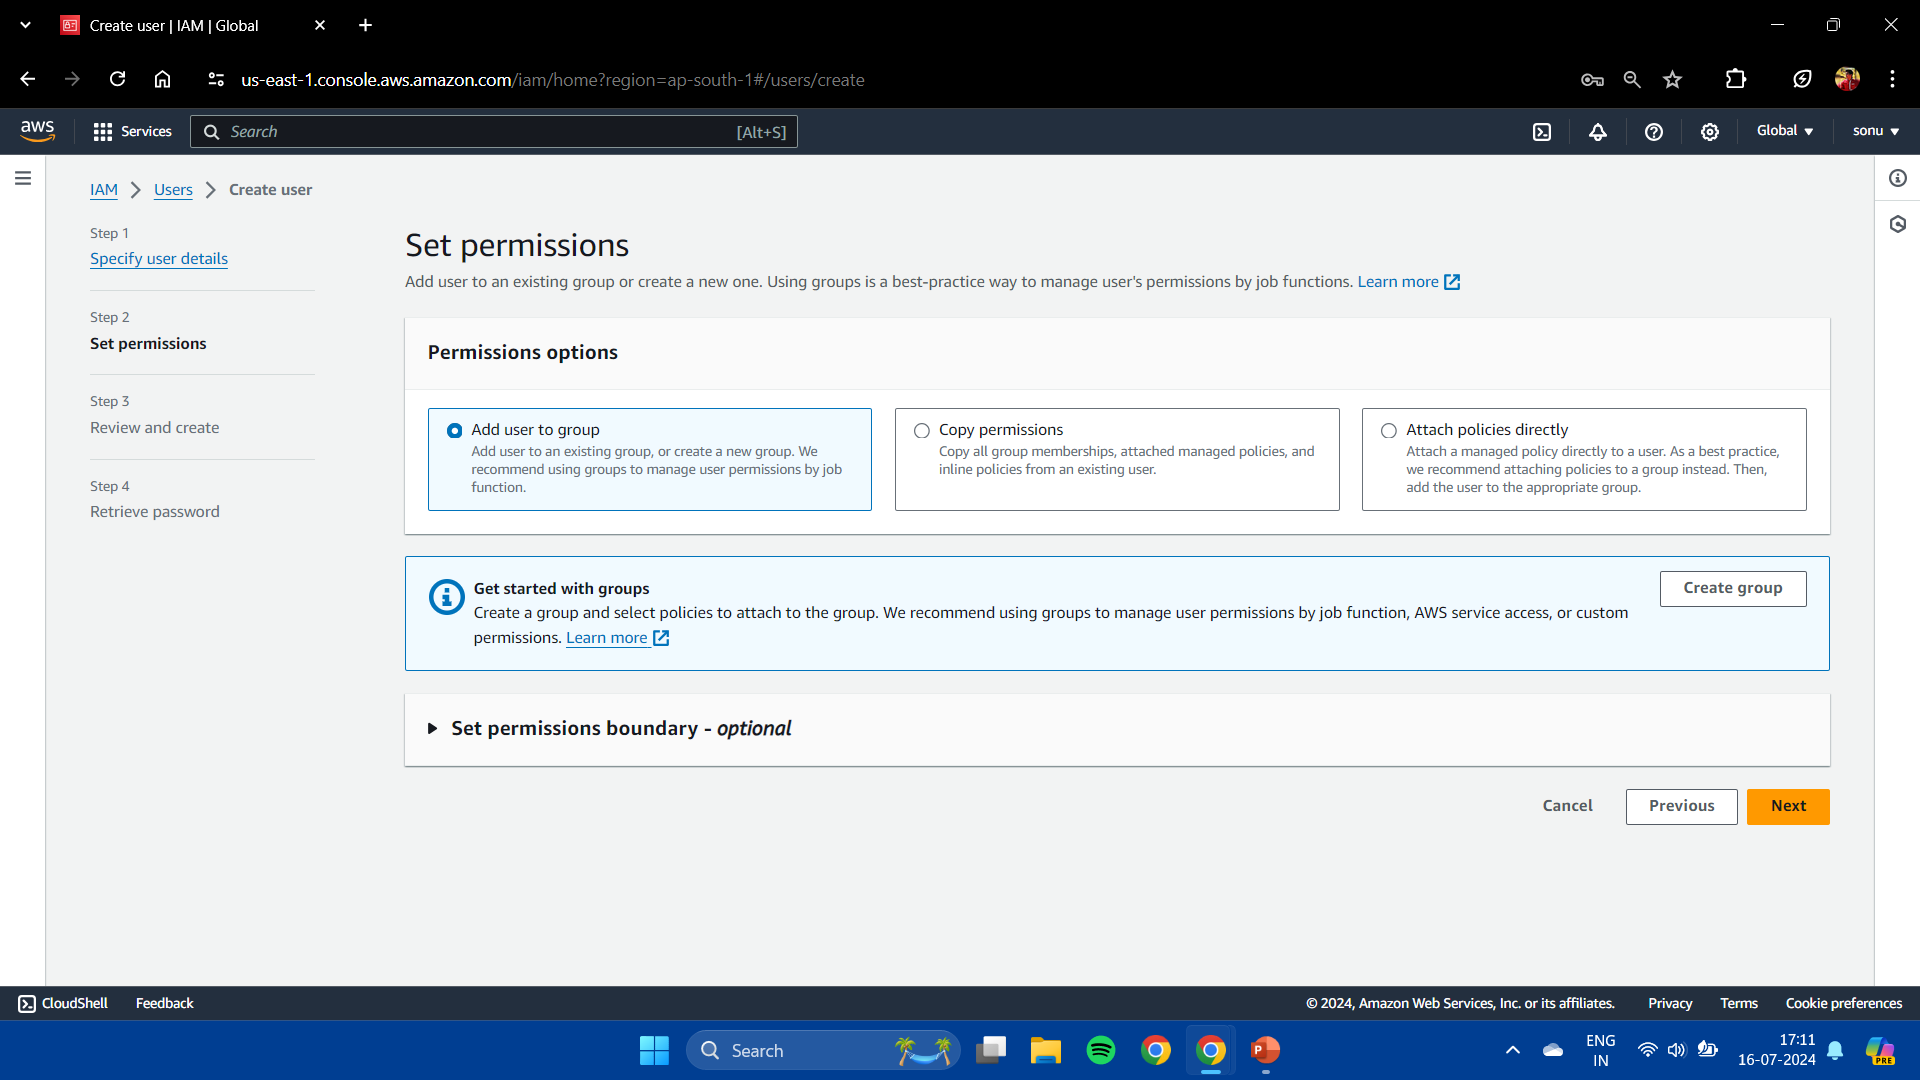 Create user | IAM | Global
us-east-1.console.aws.amazon.com/iam/home?region=ap-south-1#/users/create
aws
Services
Search
[Alt+S]
Global
sonu
IAM
Users
Create user
Step 1
Specify user details
Step 2
Set permissions
Step 3
Review and create
Step 4
Retrieve password
Set permissions
Add user to an existing group or create a new one. Using groups is a best-practice way to manage user's permissions by job functions. Learn more
Permissions options
Add user to group
Add user to an existing group, or create a new group. We
recommend using groups to manage user permissions by job
function.
Copy permissions
Copy all group memberships, attached managed policies, and
inline policies from an existing user.
Attach policies directly
Attach a managed policy directly to a user. As a best practice,
we recommend attaching policies to a group instead. Then,
add the user to the appropriate group.
Get started with groups
Create a group and select policies to attach to the group. We recommend using groups to manage user permissions by job function, AWS service access, or custom
permissions. Learn more
Create group
Set permissions boundary - optional
Cancel
Previous
Next
CloudShell
Feedback
© 2024, Amazon Web Services, Inc. or its affiliates.
Privacy
Terms
Cookie preferences
Search
P
ENG
IN
17:11
16-07-2024
PRE